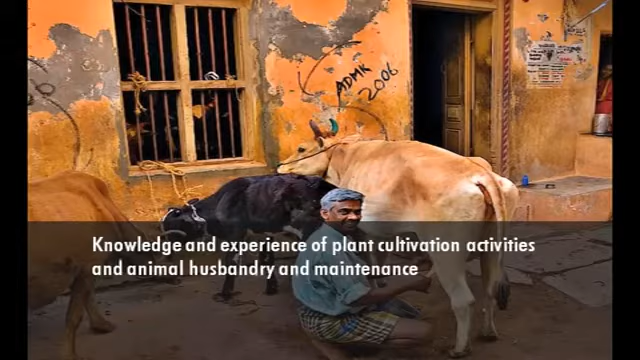 ADMK
2006
Knowledge and experience of plant cultivation activities
and animal husbandry and maintenance